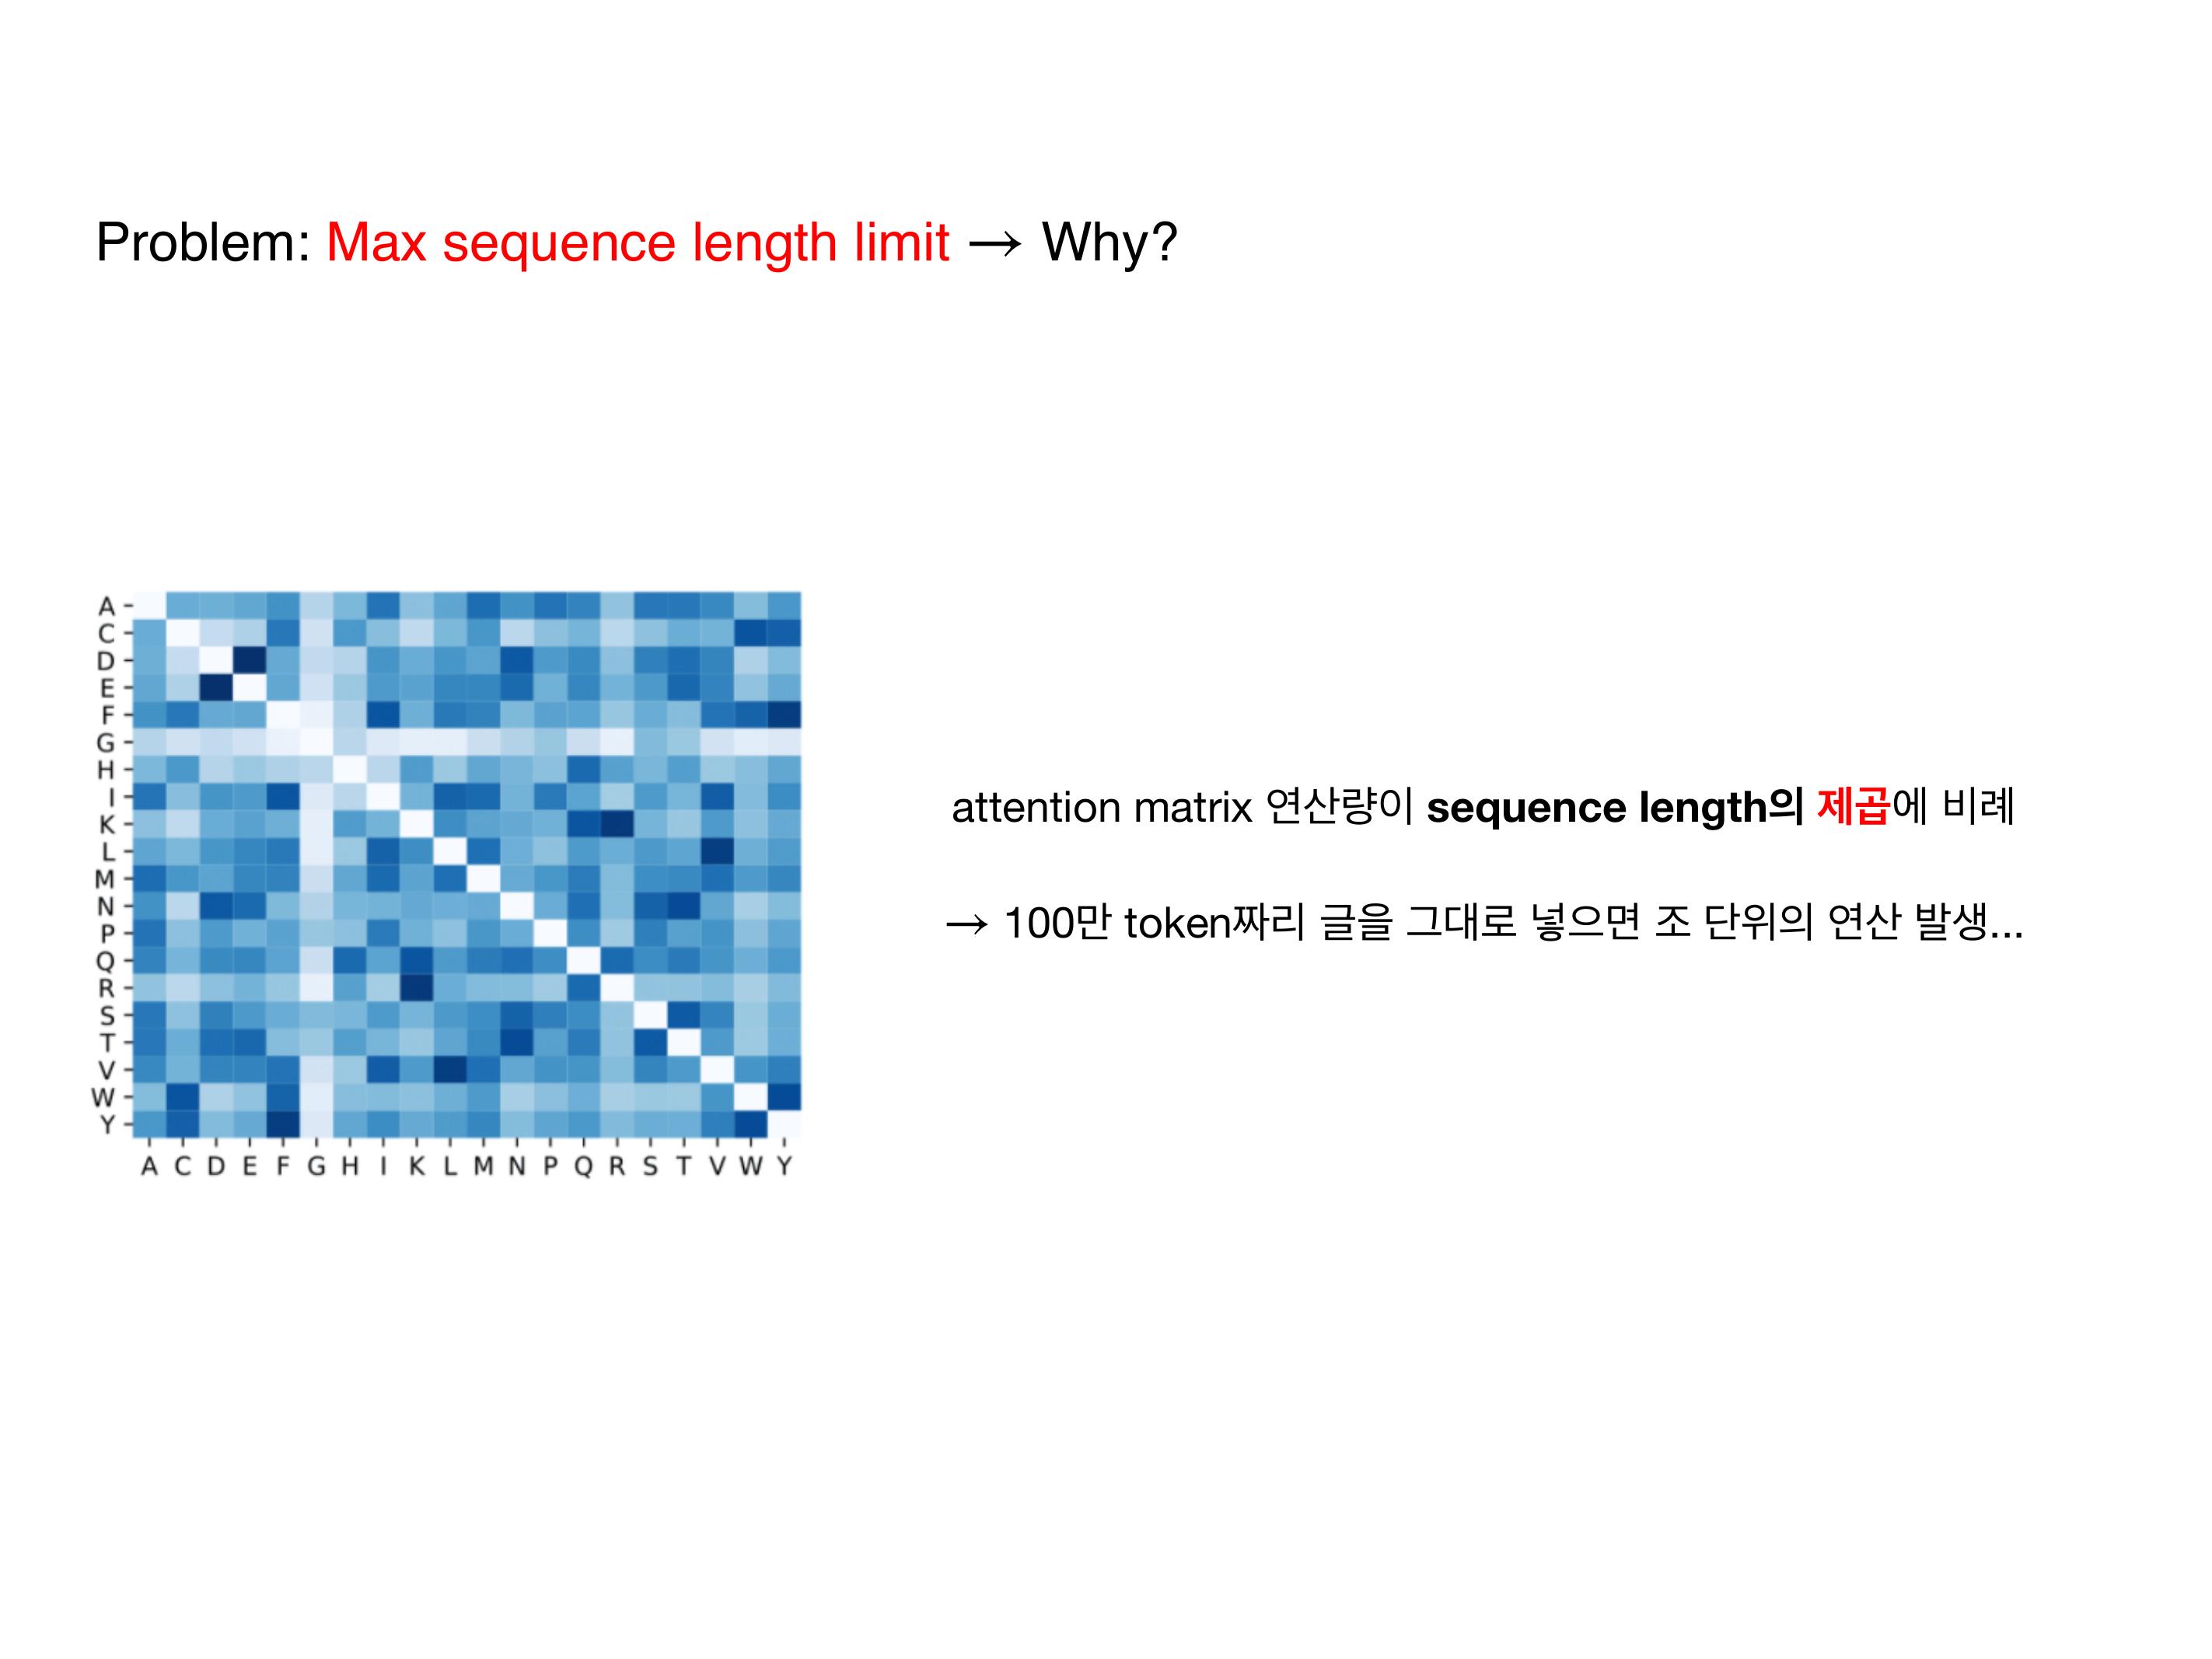 Problem: Max sequence length limit → Why?
A
C
D
E
F
G
H
I
K
L
M
N
P
Q
R
S
T
V
W
Y
A C D E F G H I K L M N P Q R S T V W Y
attention matrix 연산량이 sequence length의 제곱에 비례
→ 100만 token짜리 글을 그대로 넣으면 조 단위의 연산 발생...